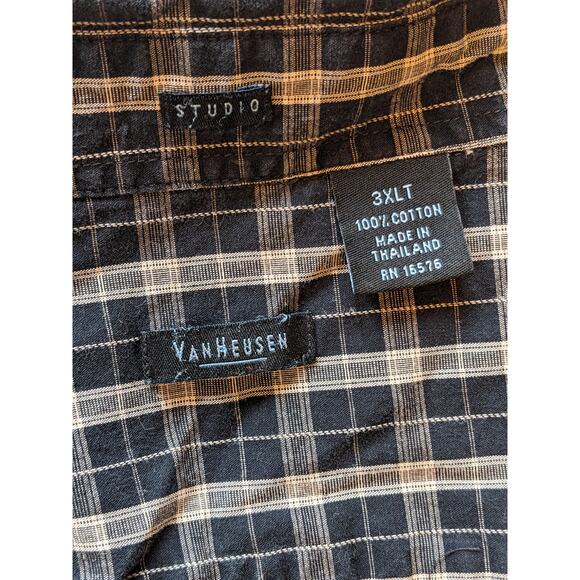 STUDIO
3XLT
100% COTTON
MADE IN
THAILAND
RN 16576
VANHEUSEN